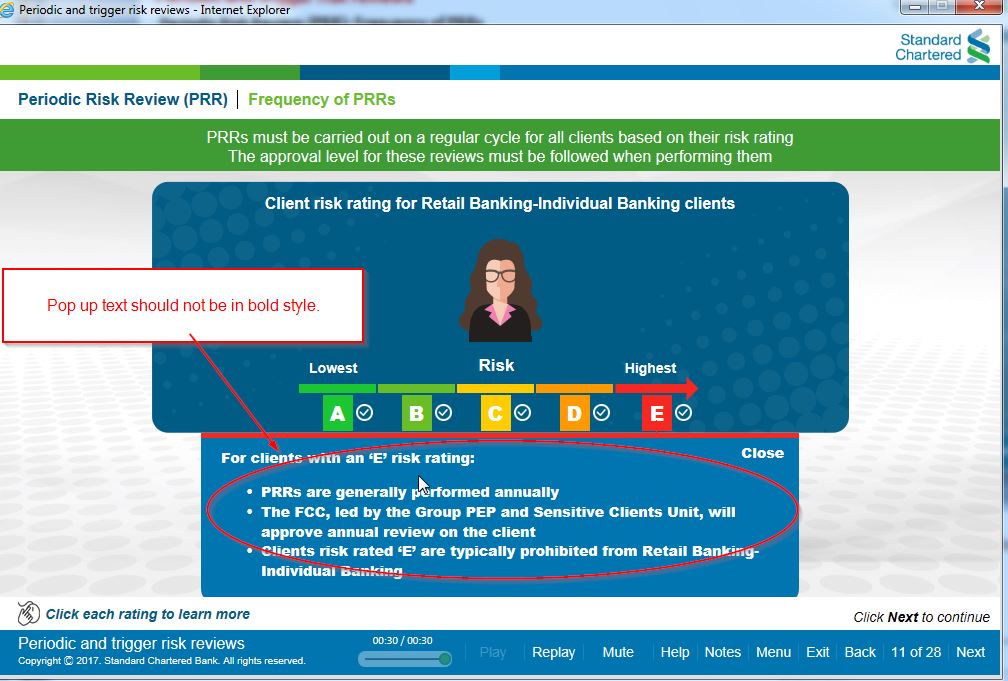 Periodic and trigger risk reviews - Internet Explorer
Standard
Chartered
Periodic Risk Review (PRR) | Frequency of PRRs
PRRs must be carried out on a regular cycle for all clients based on their risk rating
The approval level for these reviews must be followed when performing them
Client risk rating for Retail Banking-Individual Banking clients
Pop up text should not be in bold style.
Lowest Risk Highest
A B C D E
For clients with an ‘E’ risk rating:
Close
• PRRs are generally performed annually
• The FCC, led by the Group PEP and Sensitive Clients Unit, will
approve annual review on the client
• Clients risk rated ‘E’ are typically prohibited from Retail Banking-
Individual Banking
Click each rating to learn more
Click Next to continue
Periodic and trigger risk reviews
Copyright © 2017. Standard Chartered Bank. All rights reserved.
00:30 / 00:30
Play Replay Mute Help Notes Menu Exit Back 11 of 28 Next